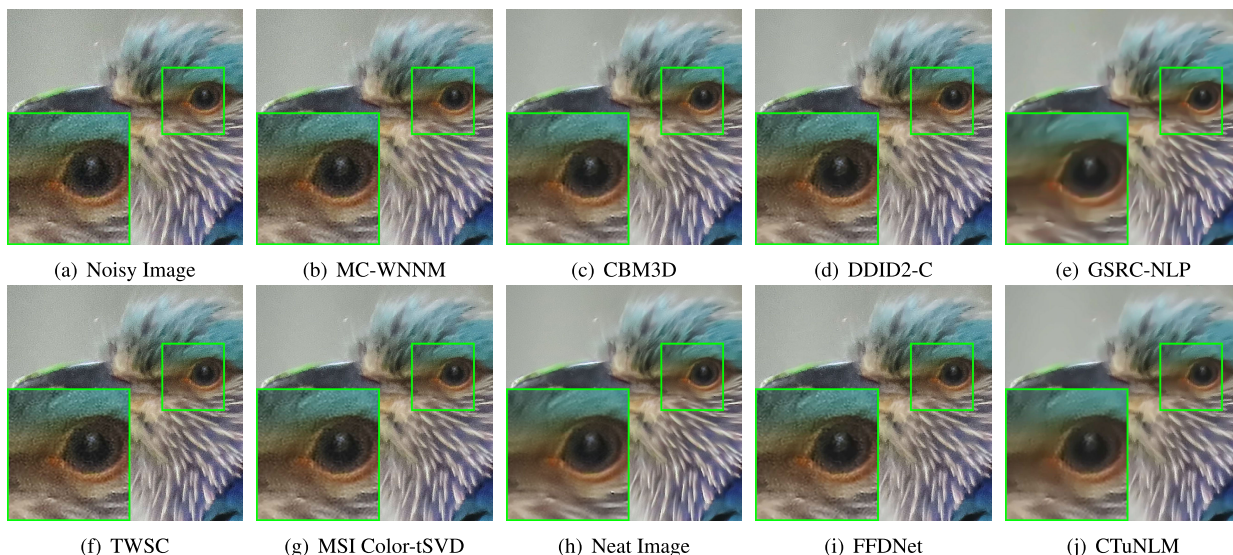 (a) Noisy Image
(b) MC-WNNM
(c) CBM3D
(d) DDID2-C
(e) GSRC-NLP
(f) TWSC
(g) MSI Color-tSVD
(h) Neat Image
(i) FFDNet
(j) CTuNLM